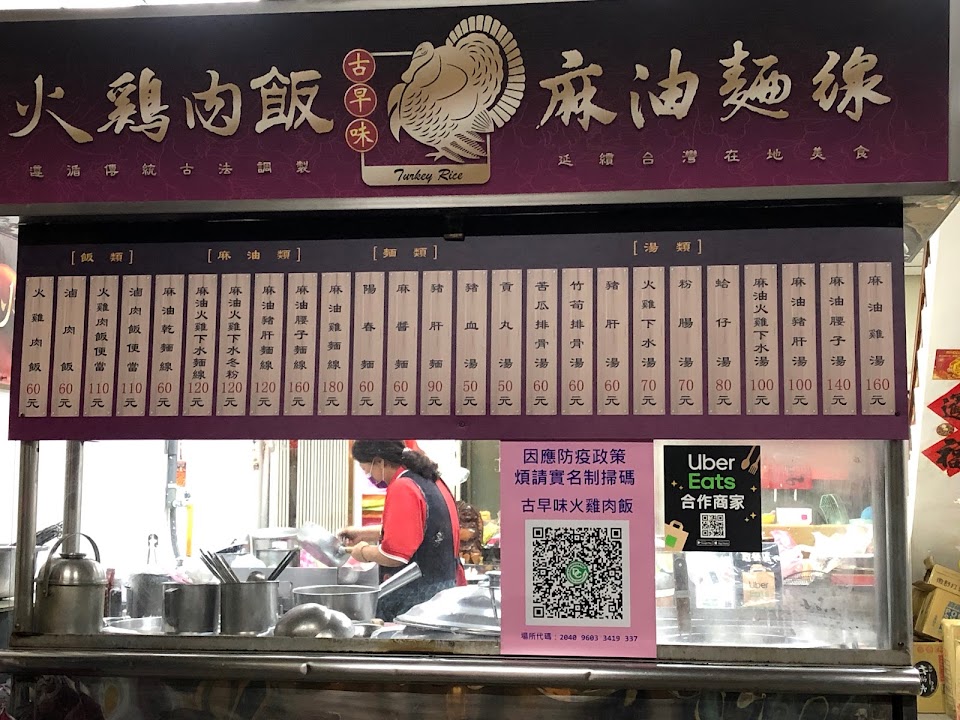 火雞肉飯
古早味
Turkey Rice
麻油麵線
遵循傳統古法調製
延續台灣在地美食
[飯類]
[麻油類]
[麵類]
[湯類]
火雞肉飯 60元
滷肉飯 60元
火雞肉飯便當 110元
滷肉飯便當 110元
麻油乾麵線 60元
麻油火雞下水麵線 120元
麻油火雞下水冬粉 120元
麻油豬肝麵線 120元
麻油腰子麵線 160元
麻油雞麵線 180元
陽春麵 60元
麻醬麵 60元
豬肝麵 90元
豬血湯 50元
貢丸湯 50元
苦瓜排骨湯 60元
竹筍排骨湯 60元
豬肝湯 60元
火雞下水湯 70元
粉腸湯 70元
蛤仔湯 80元
麻油火雞下水湯 100元
麻油豬肝湯 100元
麻油腰子湯 140元
麻油雞湯 160元
因應防疫政策
煩請實名制掃碼
古早味火雞肉飯
場所代碼：2040 9603 3419 337
Uber
Eats
合作商家
Uber
福